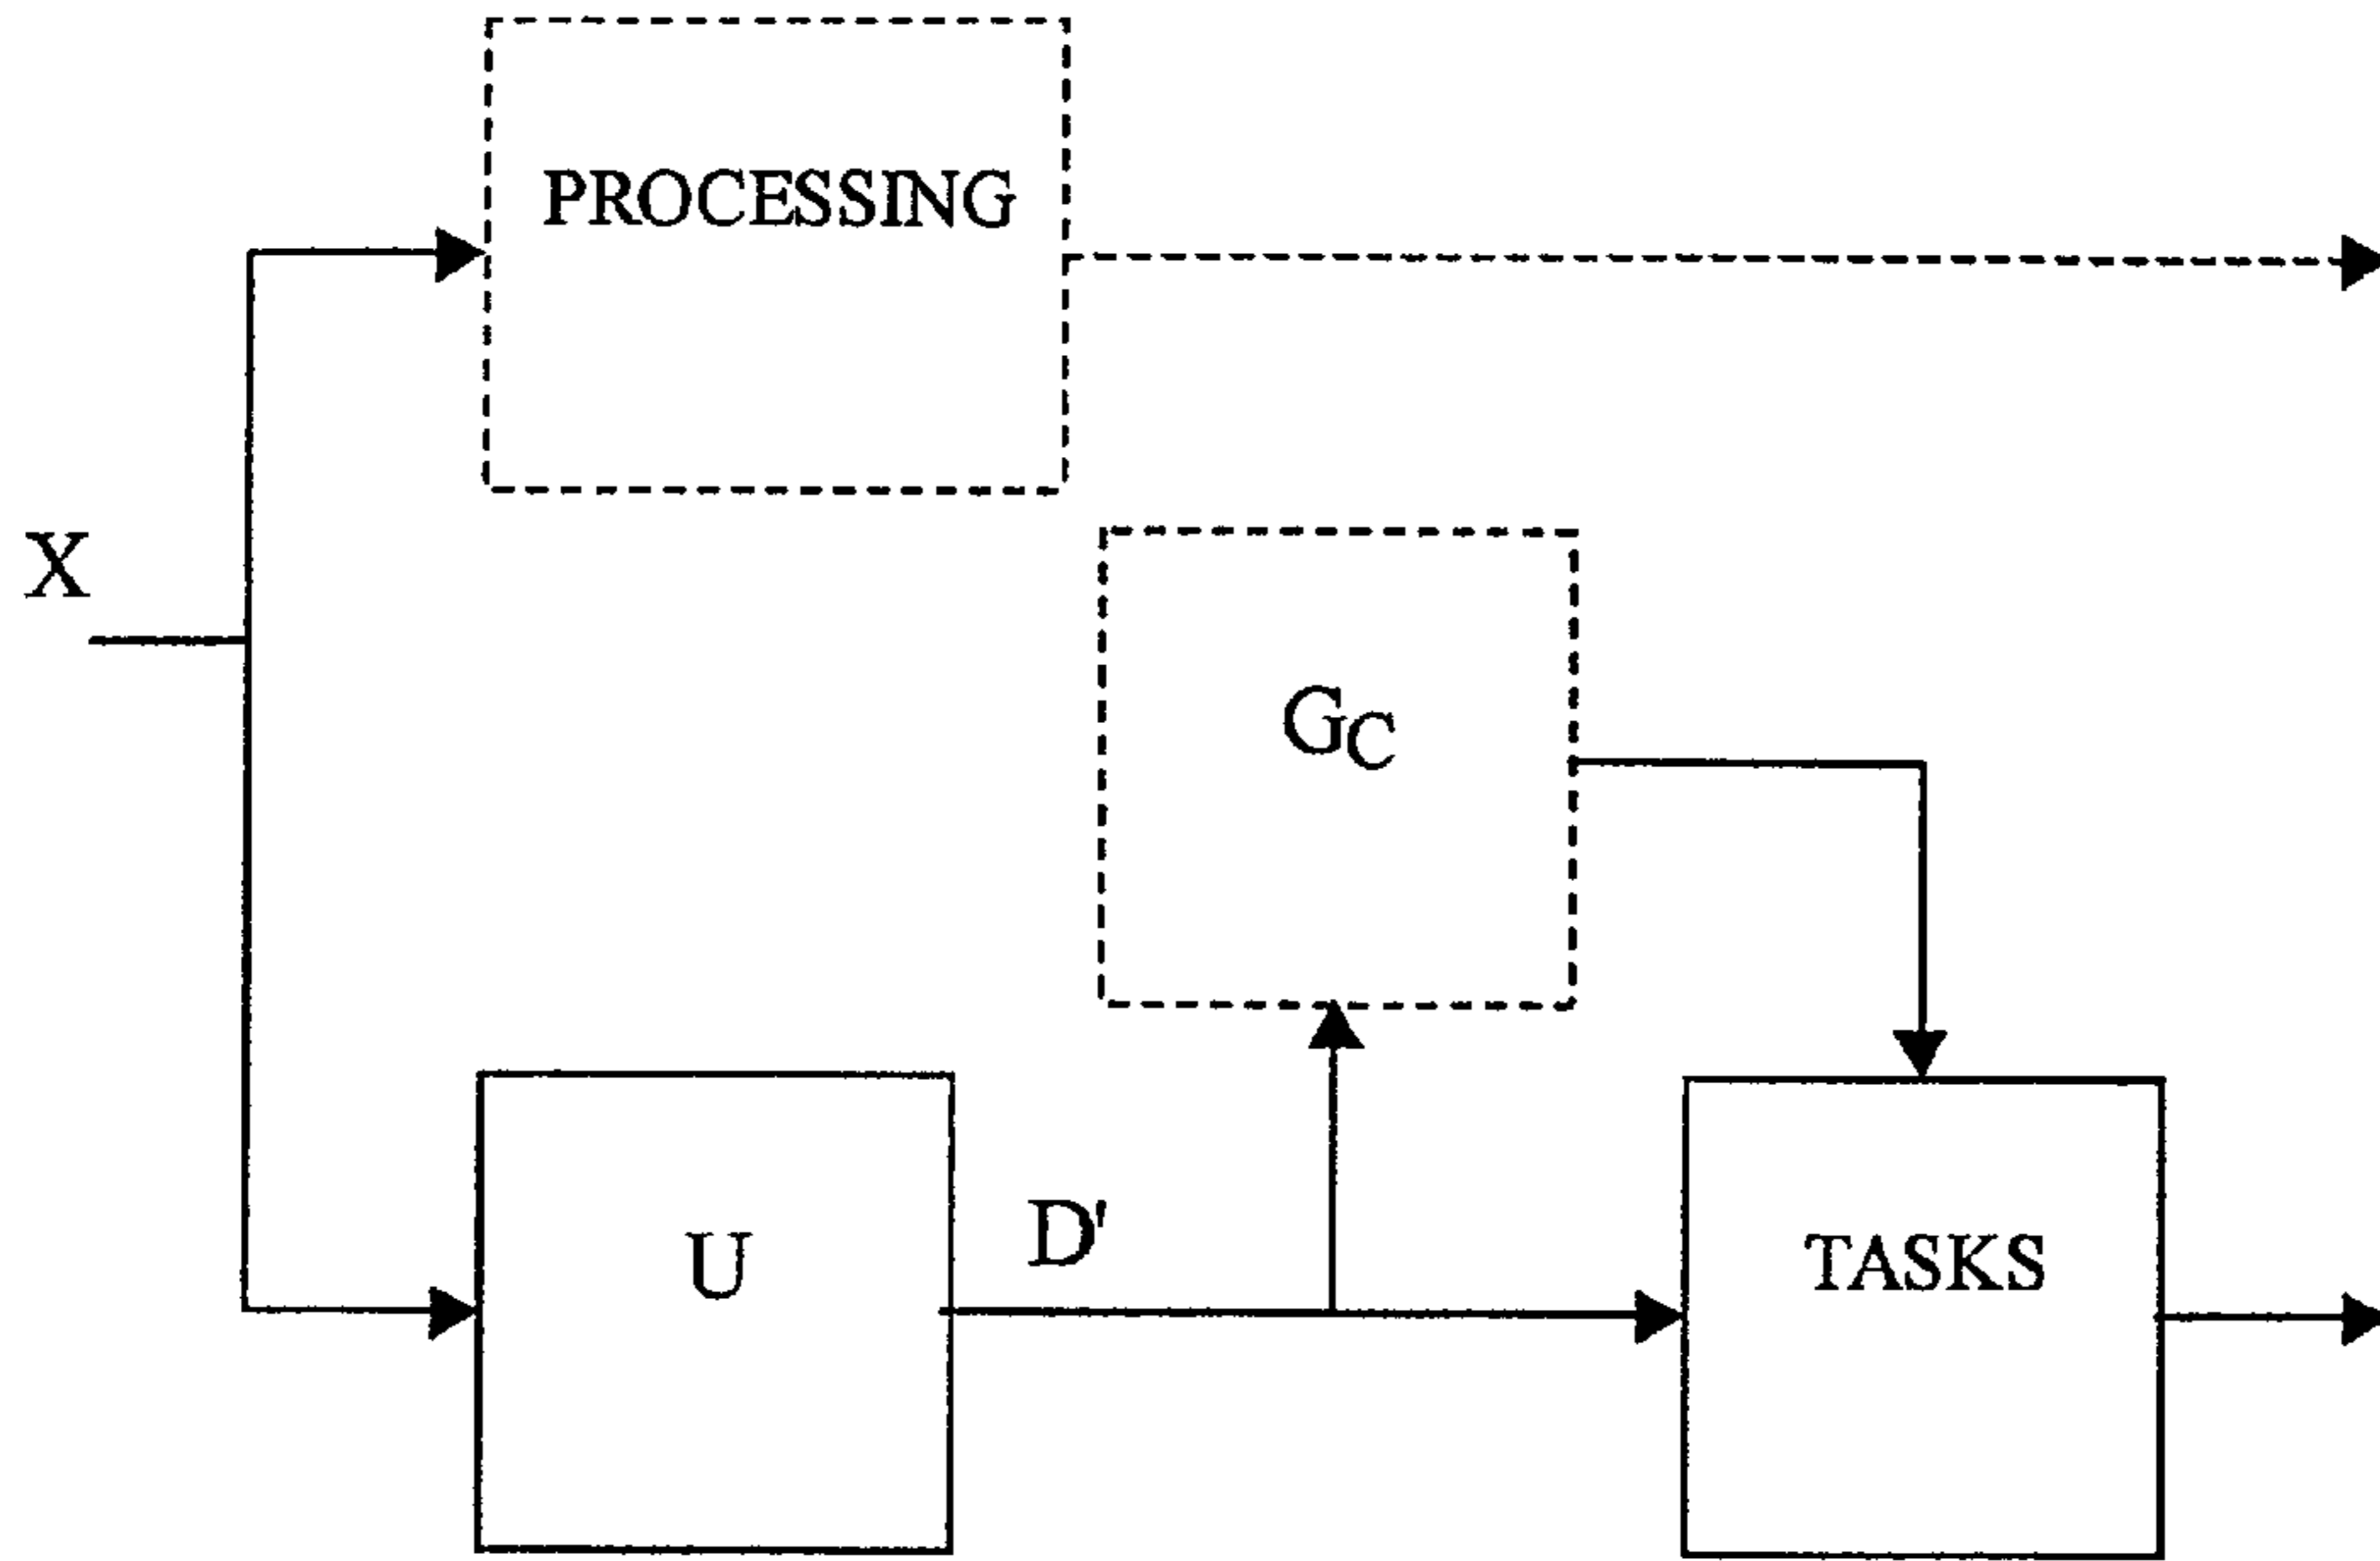 PROCESSING
X
GC
U
D'
TASKS